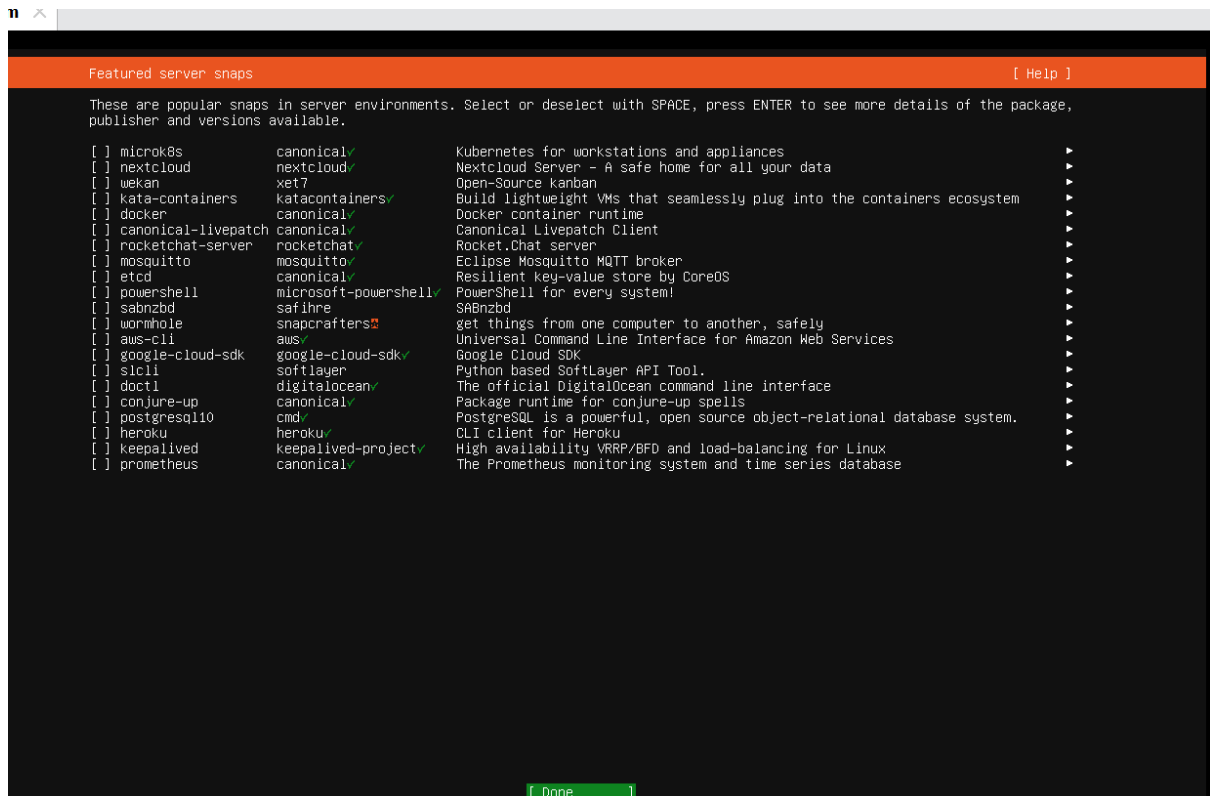 n ×
Featured server snaps [ Help ]
These are popular snaps in server environments. Select or deselect with SPACE, press ENTER to see more details of the package,
publisher and versions available.
[ ] microk8s canonical✓ Kubernetes for workstations and appliances ▸
[ ] nextcloud nextcloud✓ Nextcloud Server - A safe home for all your data ▸
[ ] wekan xet7 Open-Source kanban ▸
[ ] kata-containers katacontainers✓ Build lightweight VMs that seamlessly plug into the containers ecosystem ▸
[ ] docker canonical✓ Docker container runtime ▸
[ ] canonical-livepatch canonical✓ Canonical Livepatch Client ▸
[ ] rocketchat-server rocketchat✓ Rocket.Chat server ▸
[ ] mosquitto mosquitto✓ Eclipse Mosquitto MQTT broker ▸
[ ] etcd canonical✓ Resilient key-value store by CoreOS ▸
[ ] powershell microsoft-powershell✓ PowerShell for every system! ▸
[ ] sabnzbd safihre SABnzbd ▸
[ ] wormhole snapcrafters get things from one computer to another, safely ▸
[ ] aws-cli aws✓ Universal Command Line Interface for Amazon Web Services ▸
[ ] google-cloud-sdk google-cloud-sdk✓ Google Cloud SDK ▸
[ ] slcli softlayer Python based SoftLayer API Tool. ▸
[ ] doctl digitalocean✓ The official DigitalOcean command line interface ▸
[ ] conjure-up canonical✓ Package runtime for conjure-up spells ▸
[ ] postgresql10 cmd✓ PostgreSQL is a powerful, open source object-relational database system. ▸
[ ] heroku heroku✓ CLI client for Heroku ▸
[ ] keepalived keepalived-project✓ High availability VRRP/BFD and load-balancing for Linux ▸
[ ] prometheus canonical✓ The Prometheus monitoring system and time series database ▸
[ Done ]